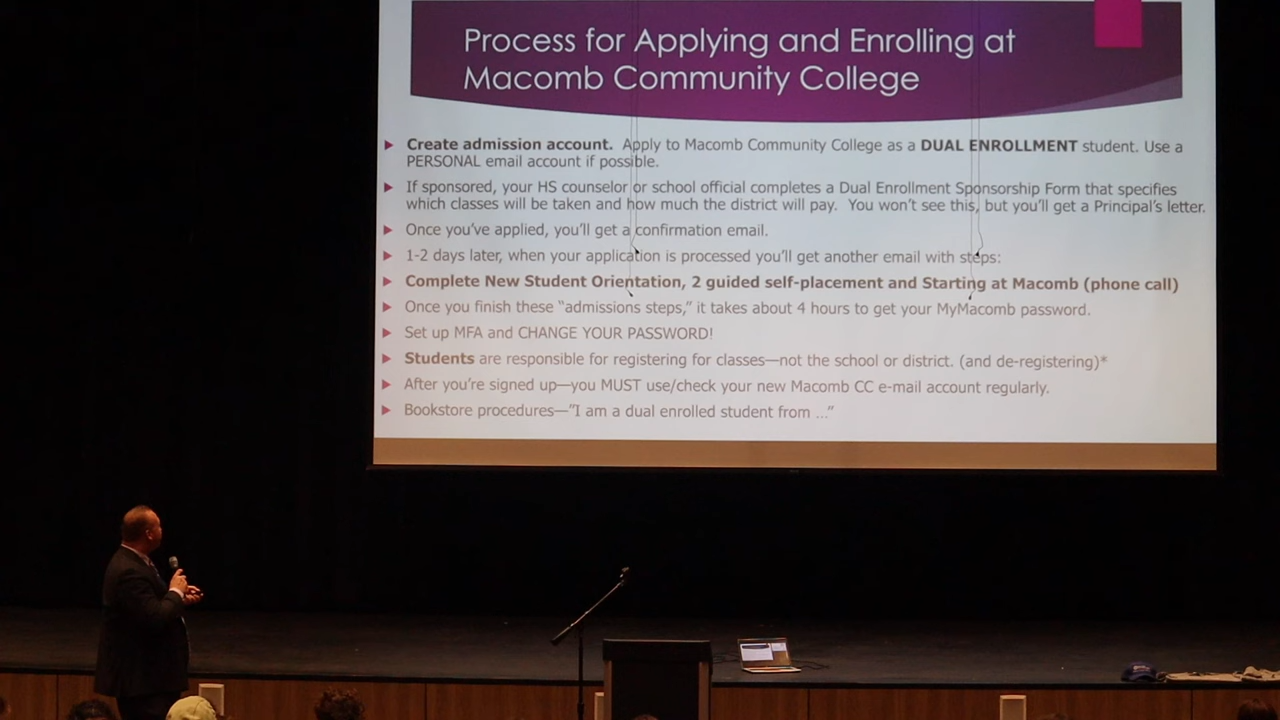 Process for Applying and Enrolling at
Macomb Community College
Create admission account. Apply to Macomb Community College as a DUAL ENROLLMENT student. Use a
PERSONAL email account if possible.
If sponsored, your HS counselor or school official completes a Dual Enrollment Sponsorship Form that specifies
which classes will be taken and how much the district will pay. You won't see this, but you'll get a Principal's letter.
Once you've applied, you'll get a confirmation email.
1-2 days later, when your application is processed you'll get another email with steps:
Complete New Student Orientation, 2 guided self-placement and Starting at Macomb (phone call)
Once you finish these "admissions steps," it takes about 4 hours to get your MyMacomb password.
Set up MFA and CHANGE YOUR PASSWORD!
Students are responsible for registering for classes—not the school or district. (and de-registering)*
After you're signed up—you MUST use/check your new Macomb CC e-mail account regularly.
Bookstore procedures—"I am a dual enrolled student from ..."